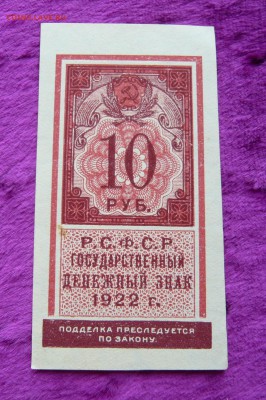 10
РУБ.
Р.С.Ф.С.Р.
ГОСУДАРСТВЕННЫЙ
ДЕНЕЖНЫЙ ЗНАК
1922 г.
ПОДДЕЛКА ПРЕСЛЕДУЕТСЯ
ПО ЗАКОНУ.